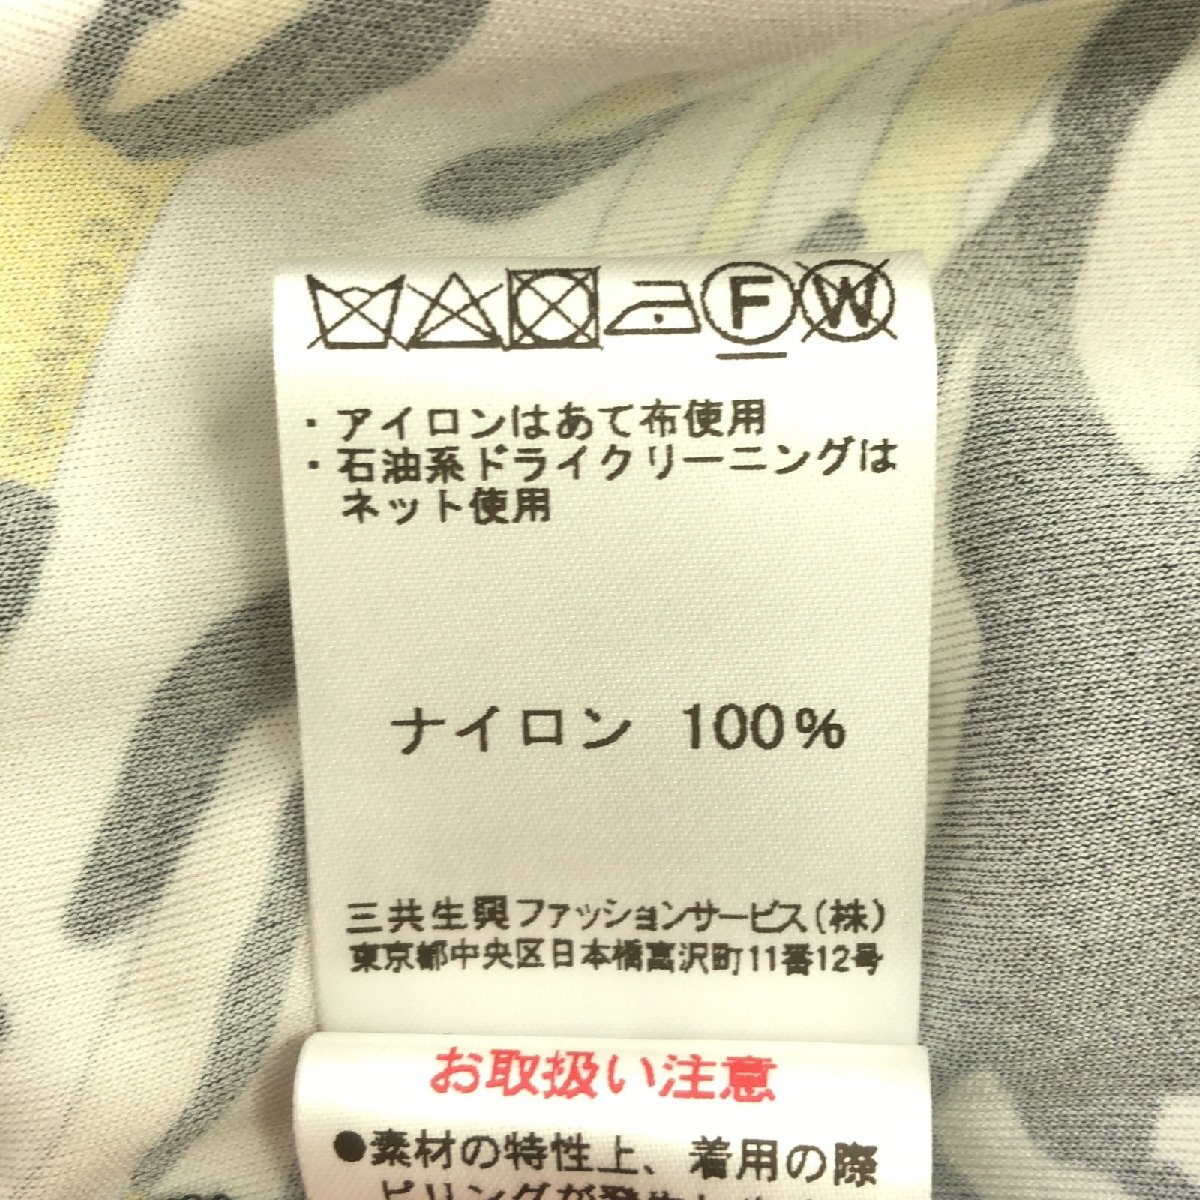 F W
・アイロンはあて布使用
・石油系ドライクリーニングは
ネット使用
ナイロン 100%
三共生興ファッションサービス(株)
東京都中央区日本橋富沢町11番12号
お取扱い注意
●素材の特性上、着用の際